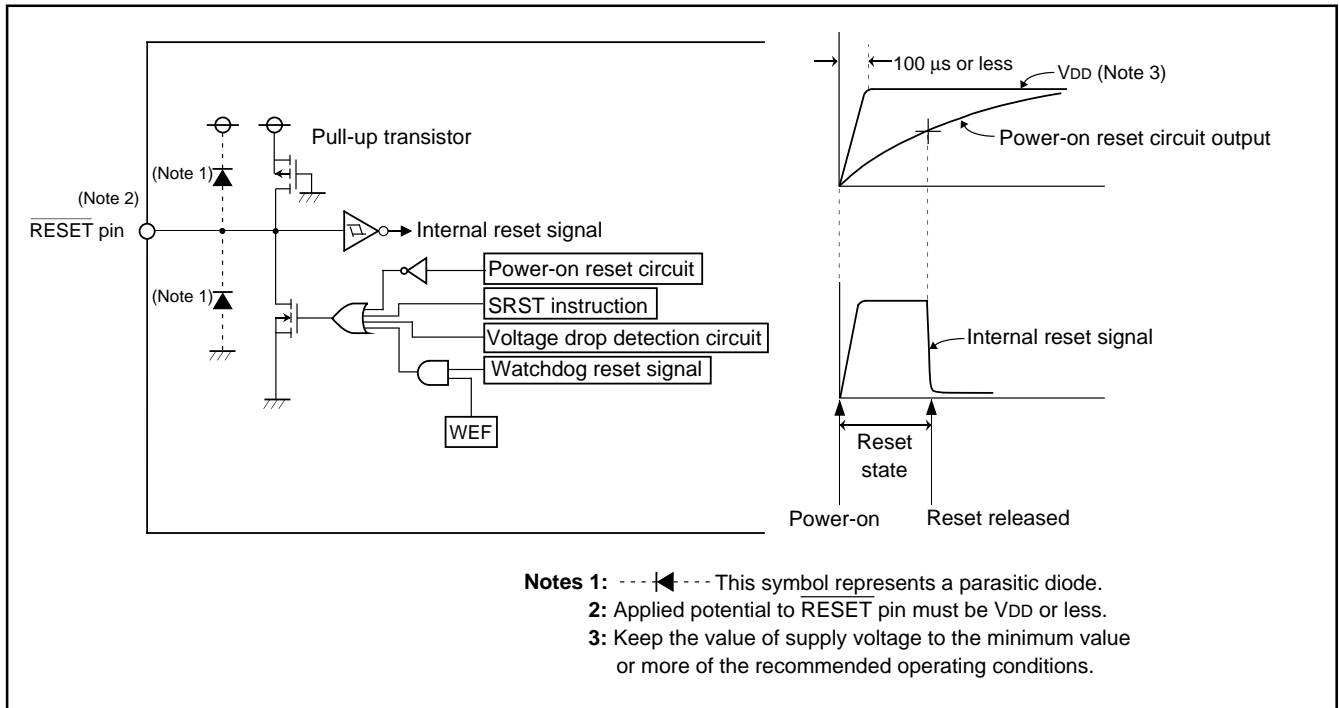 100 µs or less
VDD (Note 3)
Power-on reset circuit output
Pull-up transistor
(Note 1)
(Note 2)
RESET pin
Internal reset signal
Power-on reset circuit
(Note 1)
SRST instruction
Voltage drop detection circuit
Watchdog reset signal
WEF
Internal reset signal
Reset
state
Power-on
Reset released
Notes 1: This symbol represents a parasitic diode.
2: Applied potential to RESET pin must be VDD or less.
3: Keep the value of supply voltage to the minimum value
or more of the recommended operating conditions.